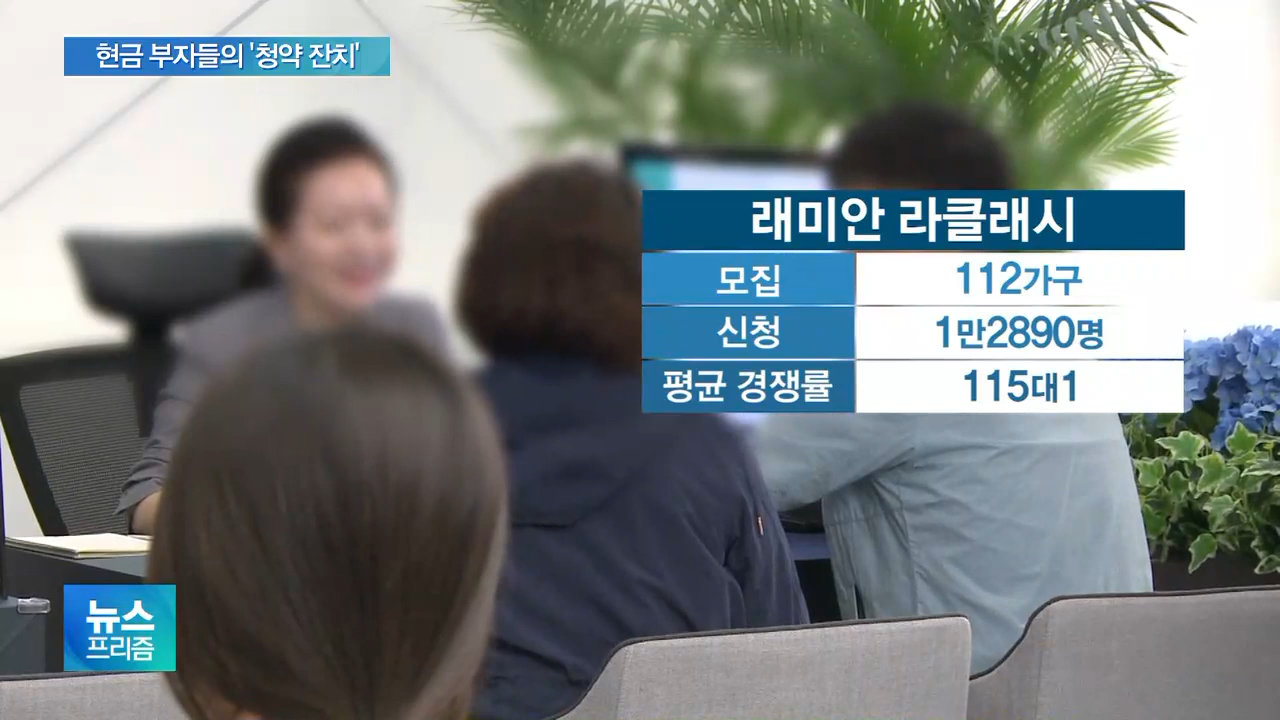 현금 부자들의 '청약 잔치'
래미안 라클래시
모집 112가구
신청 1만2890명
평균 경쟁률 115대1
뉴스
프리즘